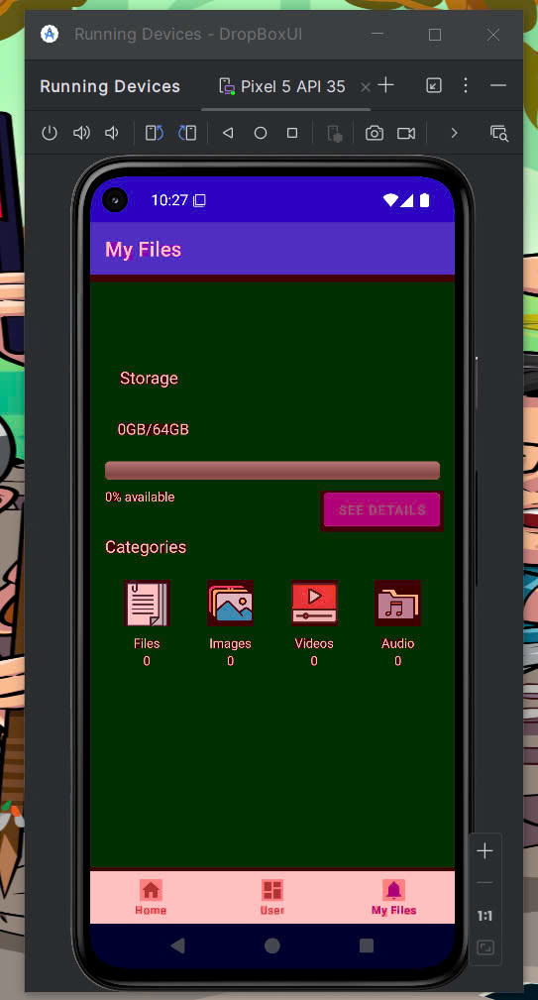 Running Devices - DropBoxUI
Running Devices
Pixel 5 API 35
10:27
My Files
Storage
0GB/64GB
0% available
SEE DETAILS
Categories
Files
Images
Videos
Audio
0
0
0
0
Home
User
My Files
1:1